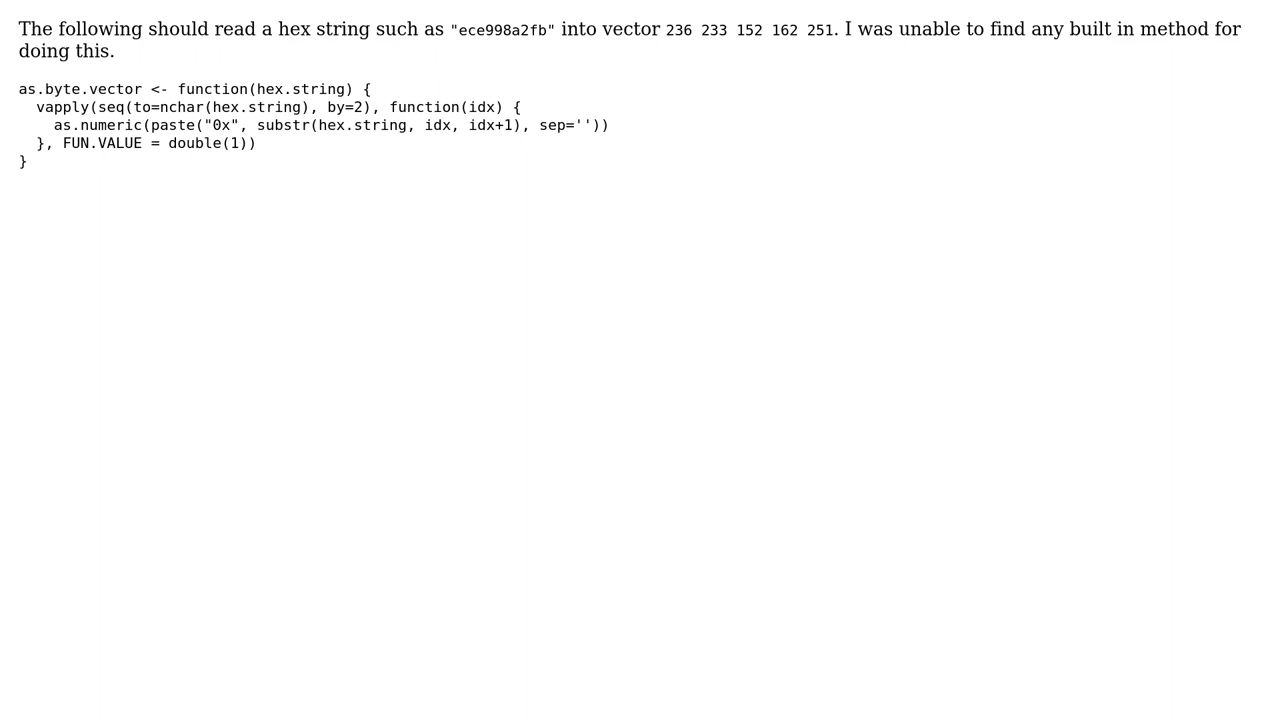 The following should read a hex string such as "ece998a2fb" into vector 236 233 152 162 251. I was unable to find any built in method for
doing this.
as.byte.vector <- function(hex.string) {
  vapply(seq(to=nchar(hex.string), by=2), function(idx) {
    as.numeric(paste("0x", substr(hex.string, idx, idx+1), sep=''))
  }, FUN.VALUE = double(1))
}